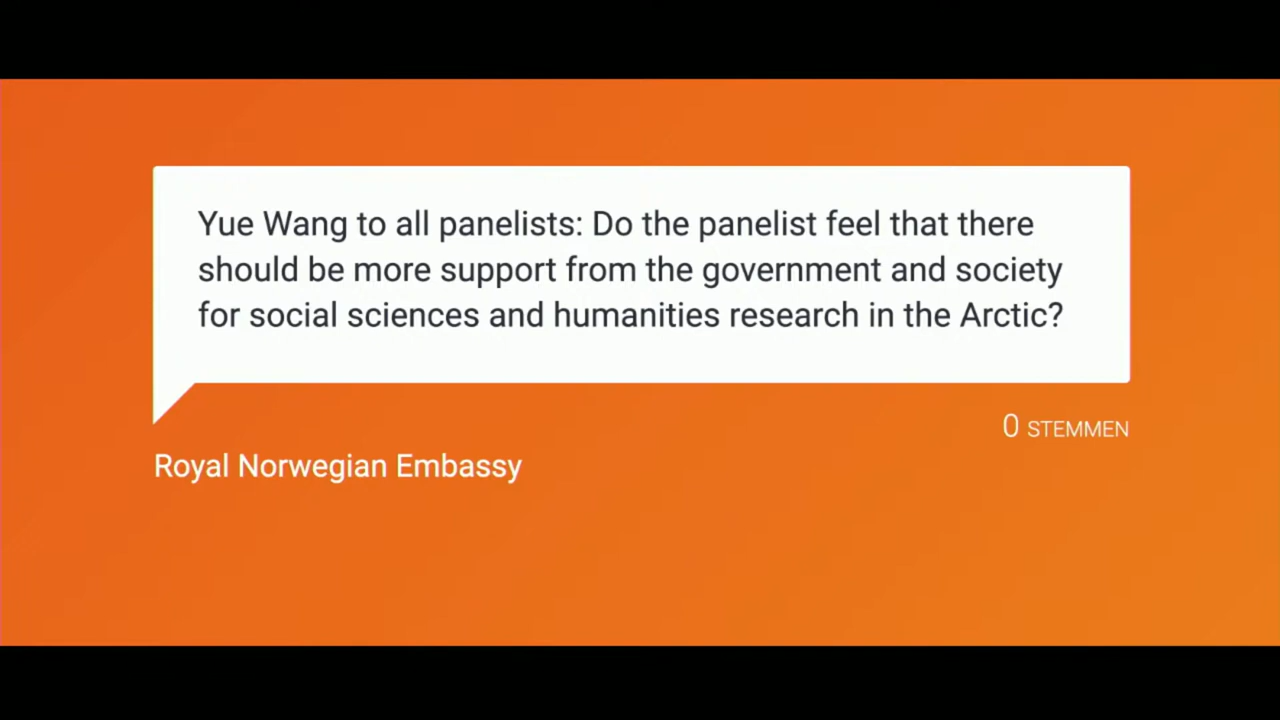 Yue Wang to all panelists: Do the panelist feel that there
should be more support from the government and society
for social sciences and humanities research in the Arctic?
0 STEMMEN
Royal Norwegian Embassy